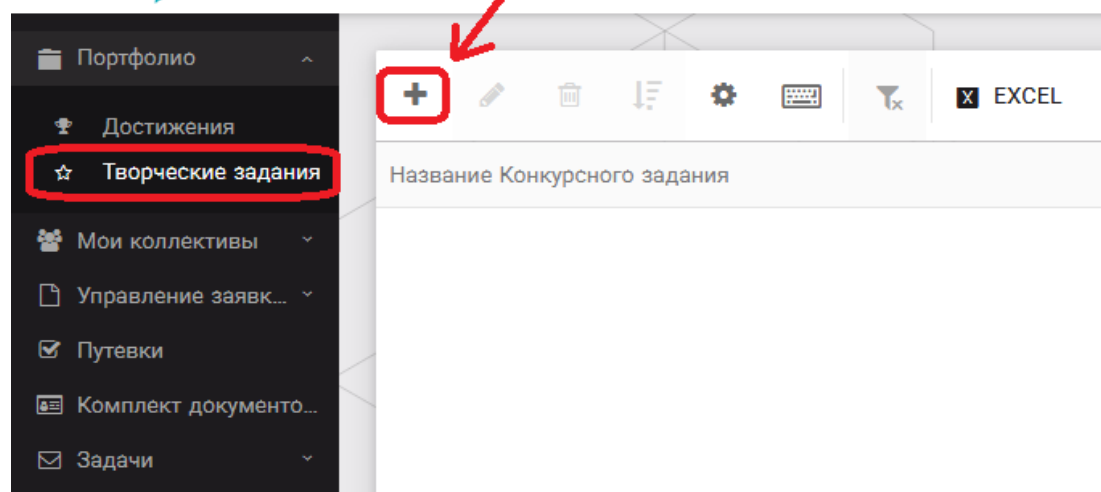 Портфолио
Достижения
Творческие задания
Мои коллективы
Управление заявк...
Путевки
Комплект документо...
Задачи
X EXCEL
Название Конкурсного задания